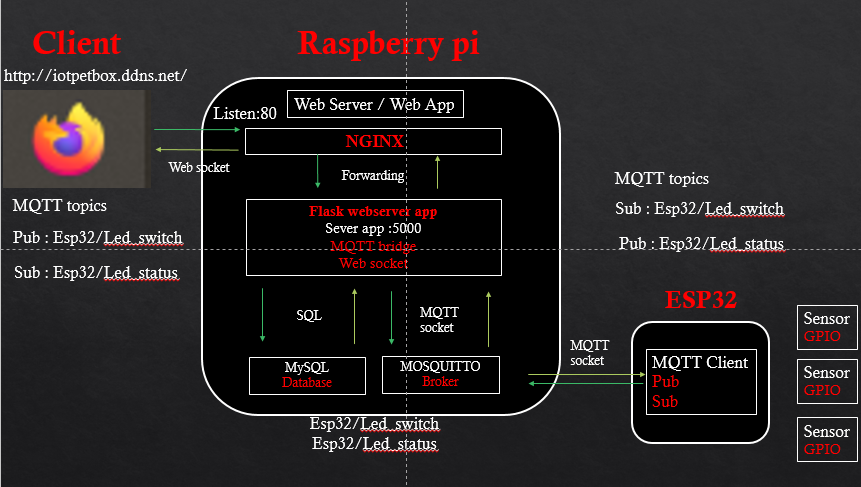 Client
Raspberry pi
http://iotpetbox.ddns.net/
Web Server / Web App
Listen:80
NGINX
Web socket
Forwarding
MQTT topics
Pub : Esp32/Led_switch
Sub : Esp32/Led_status
Flask webserver app
Sever app :5000
MQTT bridge
Web socket
SQL
MQTT
socket
MySQL
Database
MOSQUITTO
Broker
Esp32/Led_switch
Esp32/Led_status
MQTT topics
Sub : Esp32/Led_switch
Pub : Esp32/Led_status
ESP32
MQTT
socket
MQTT Client
Pub
Sub
Sensor
GPIO
Sensor
GPIO
Sensor
GPIO